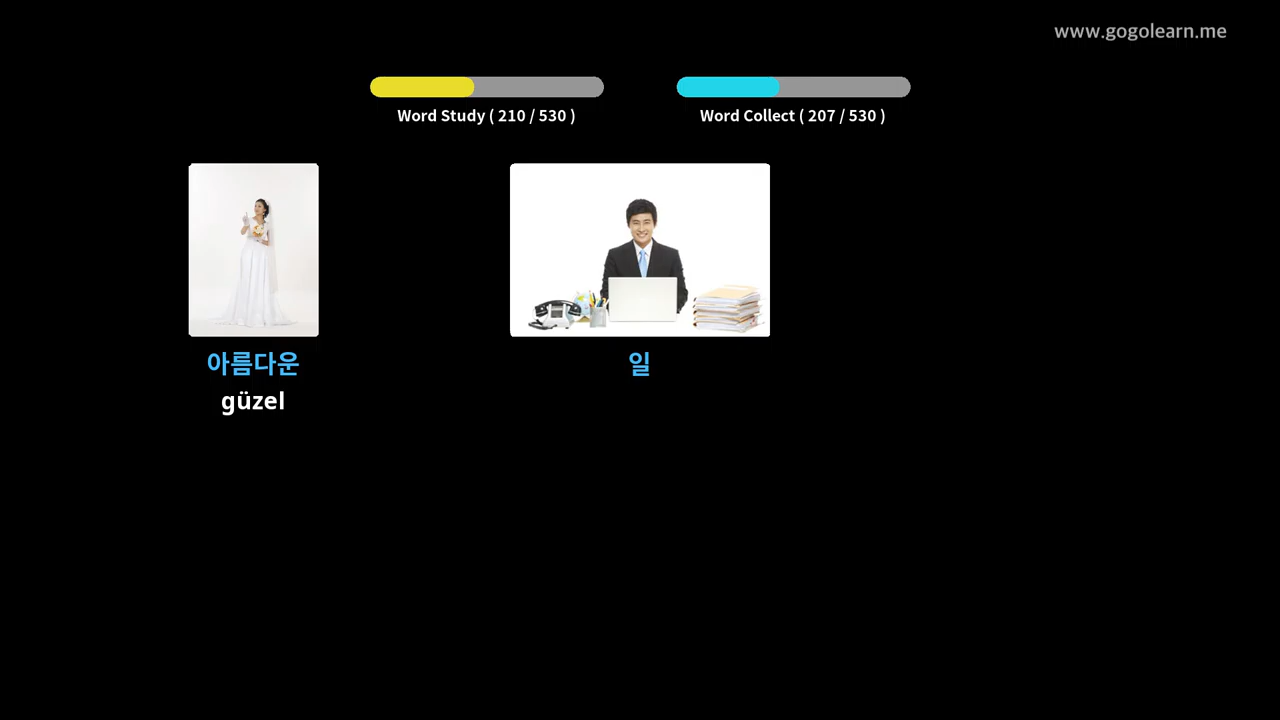 www.gogolearn.me
Word Study ( 210 / 530 )
Word Collect ( 207 / 530 )
아름다운
güzel
일